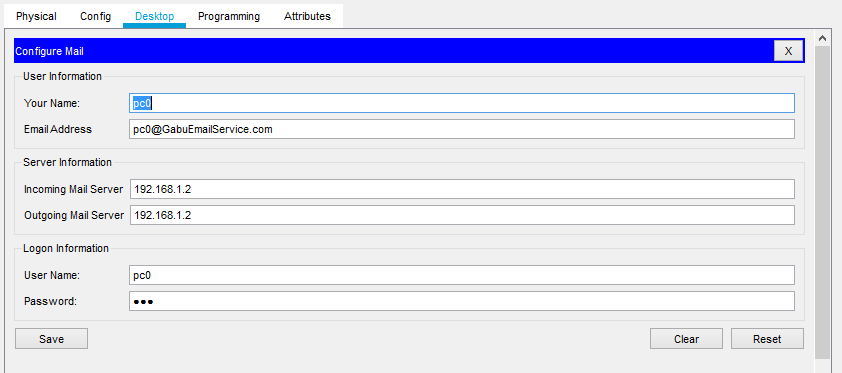 Physical Config Desktop Programming Attributes
Configure Mail X
User Information
Your Name: pc0
Email Address pc0@GabuEmailService.com
Server Information
Incoming Mail Server 192.168.1.2
Outgoing Mail Server 192.168.1.2
Logon Information
User Name: pc0
Password: ●●●
Save Clear Reset